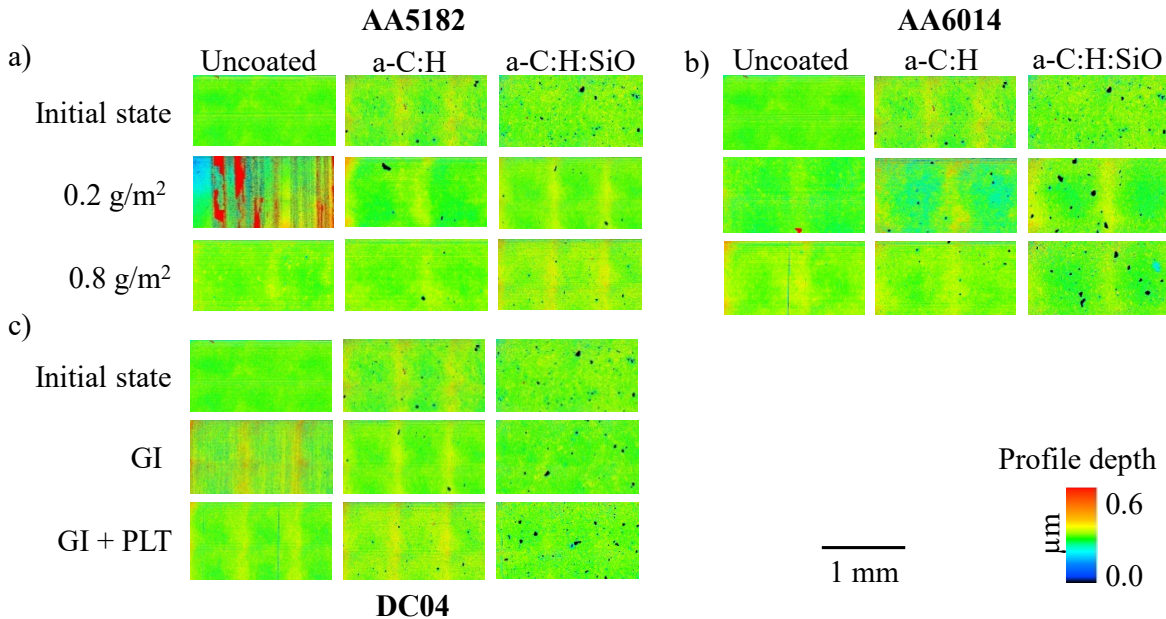 AA5182
AA6014
a)
Uncoated
a-C:H
a-C:H:SiO
b)
Uncoated
a-C:H
a-C:H:SiO
Initial state
0.2 g/m²
0.8 g/m²
c)
Initial state
GI
GI + PLT
DC04
Profile depth
μm
0.6
0.0
1 mm